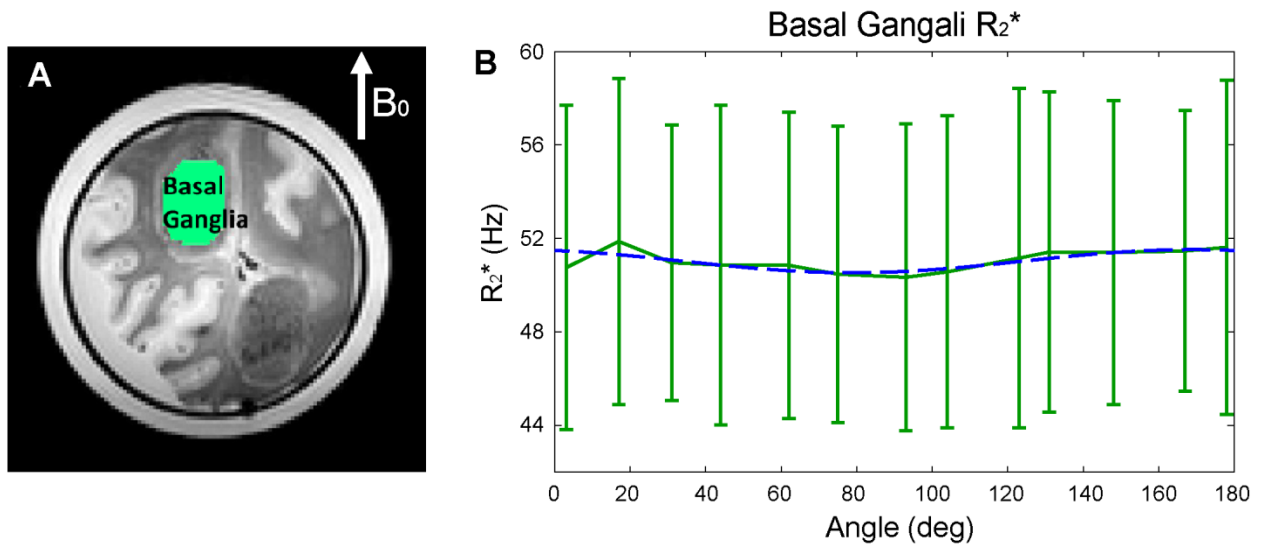 A
B₀
Basal
Ganglia
Basal Gangali R₂*
B
R₂* (Hz)
60
56
52
48
44
0 20 40 60 80 100 120 140 160 180
Angle (deg)